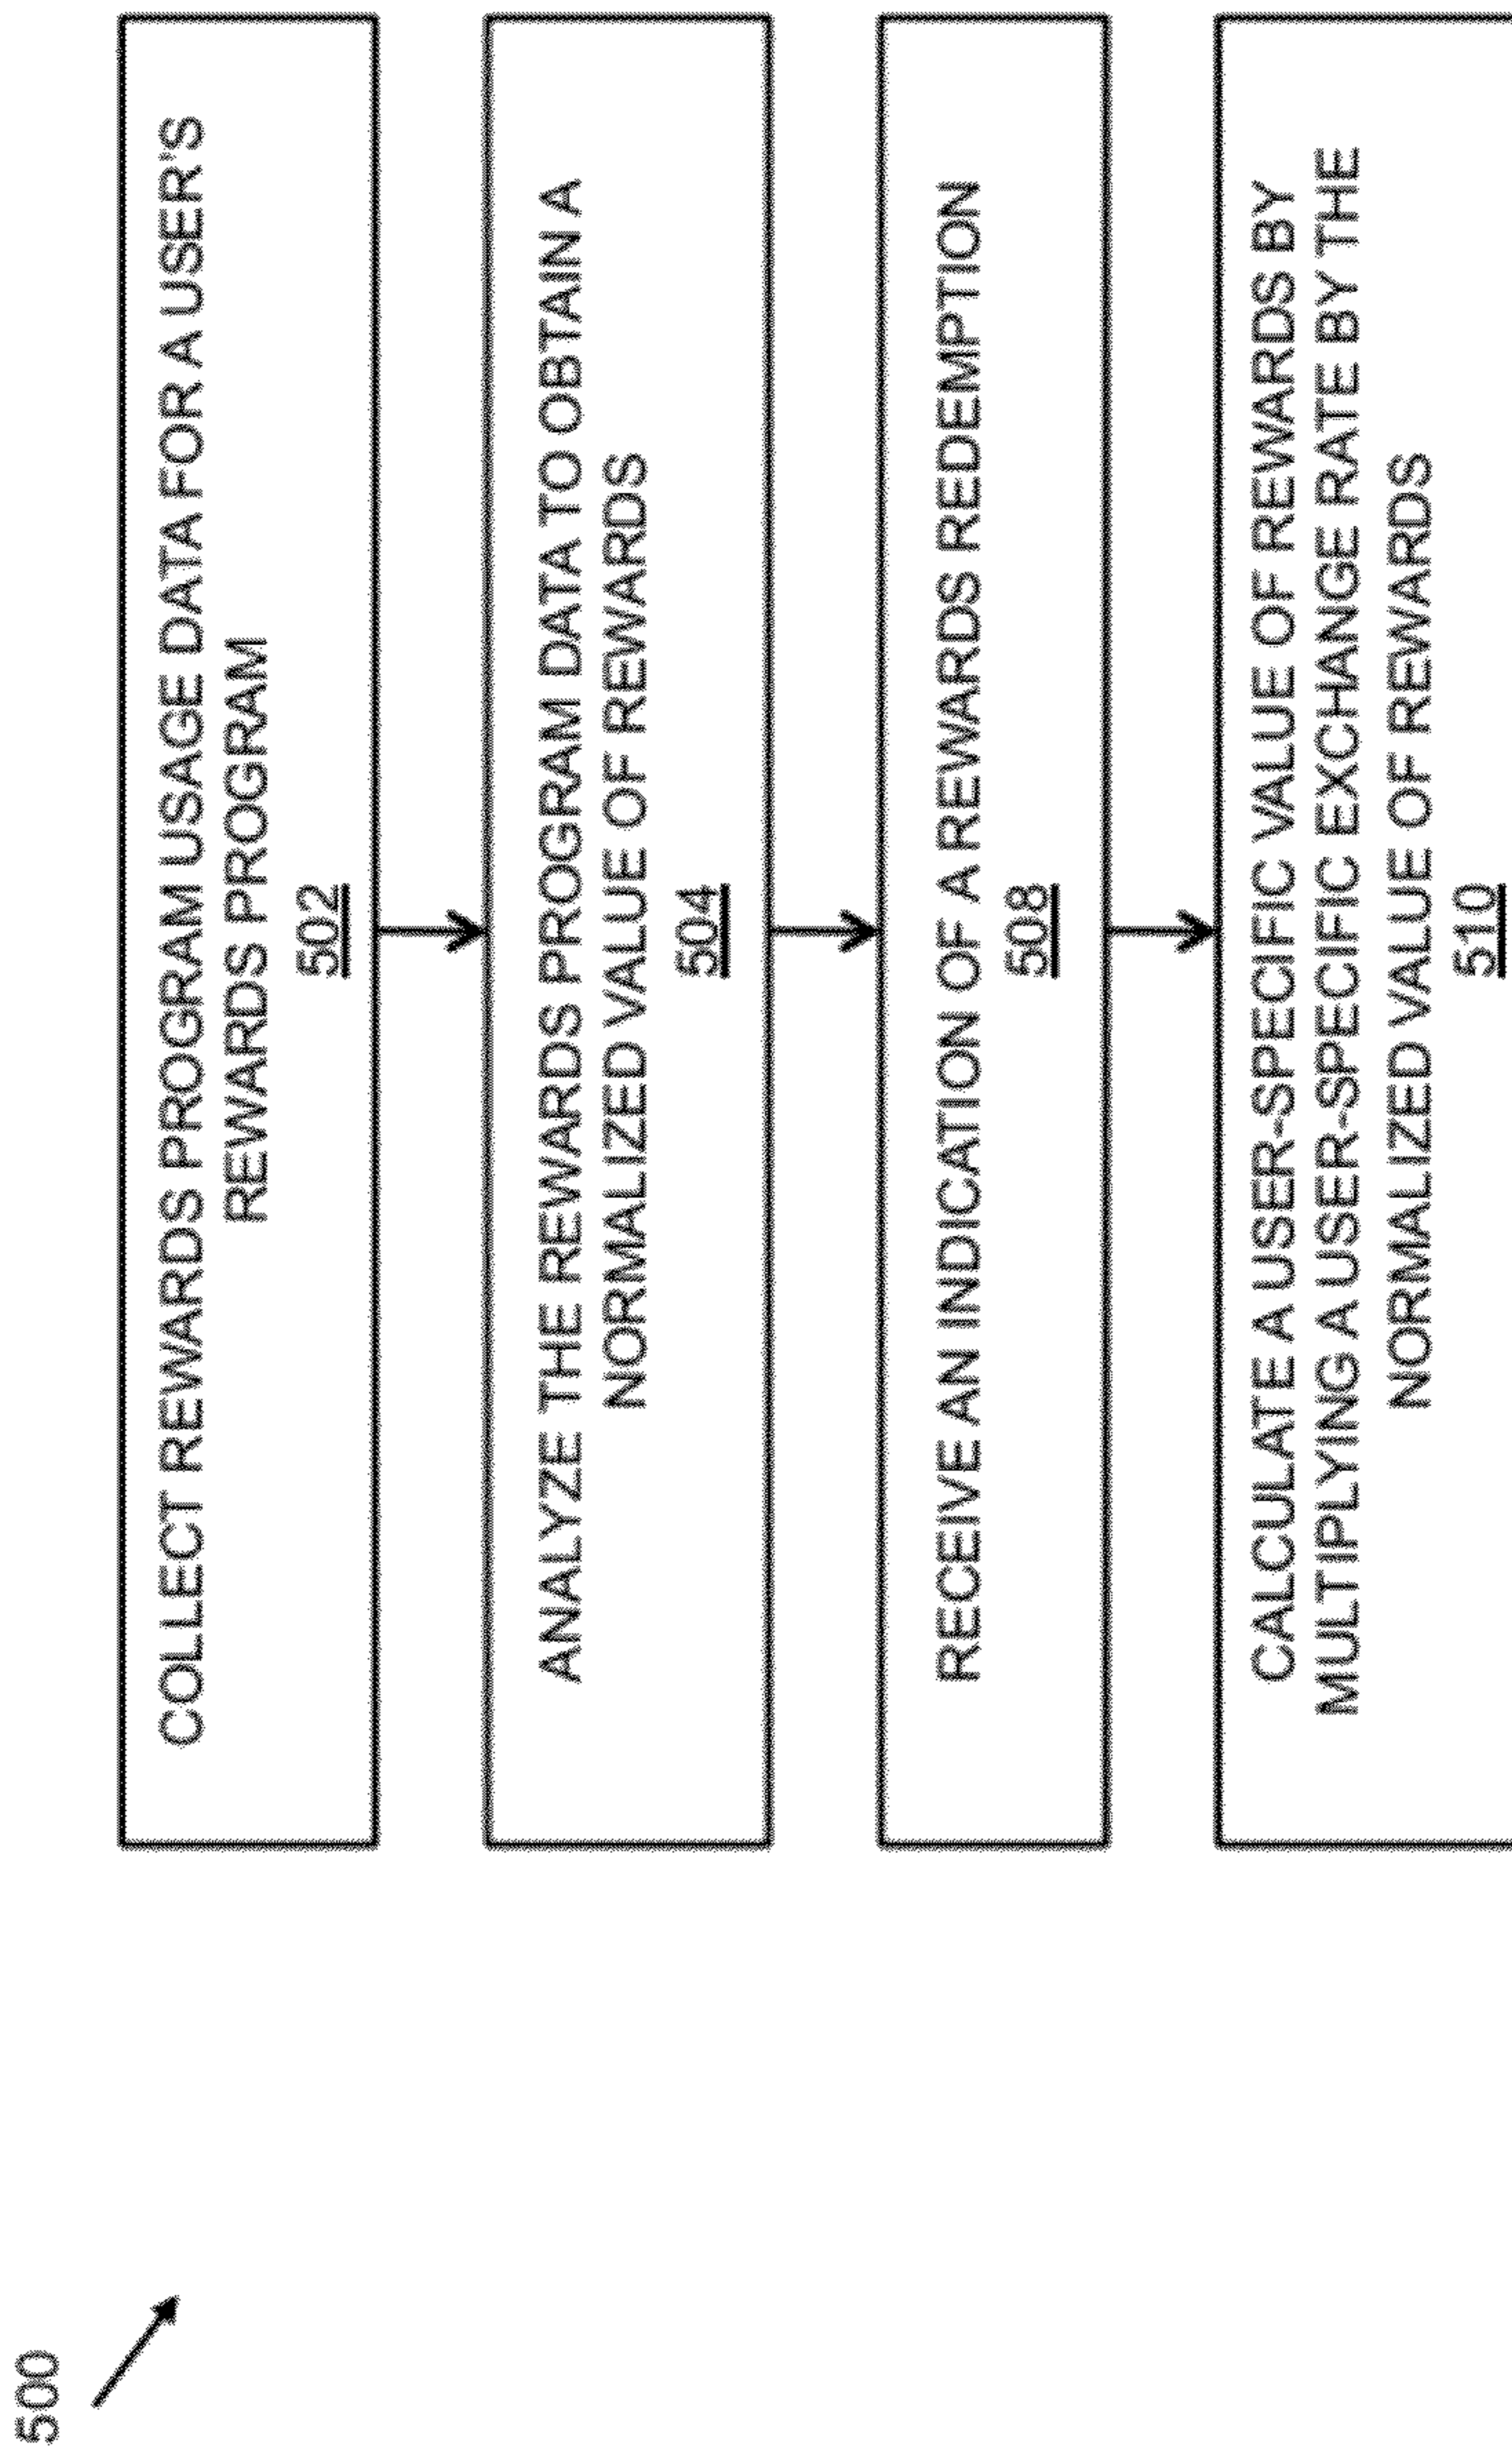 500
COLLECT REWARDS PROGRAM USAGE DATA FOR A USER'S
REWARDS PROGRAM
502
ANALYZE THE REWARDS PROGRAM DATA TO OBTAIN A
NORMALIZED VALUE OF REWARDS
504
RECEIVE AN INDICATION OF A REWARDS REDEMPTION
508
CALCULATE A USER-SPECIFIC VALUE OF REWARDS BY
MULTIPLYING A USER-SPECIFIC EXCHANGE RATE BY THE
NORMALIZED VALUE OF REWARDS
510